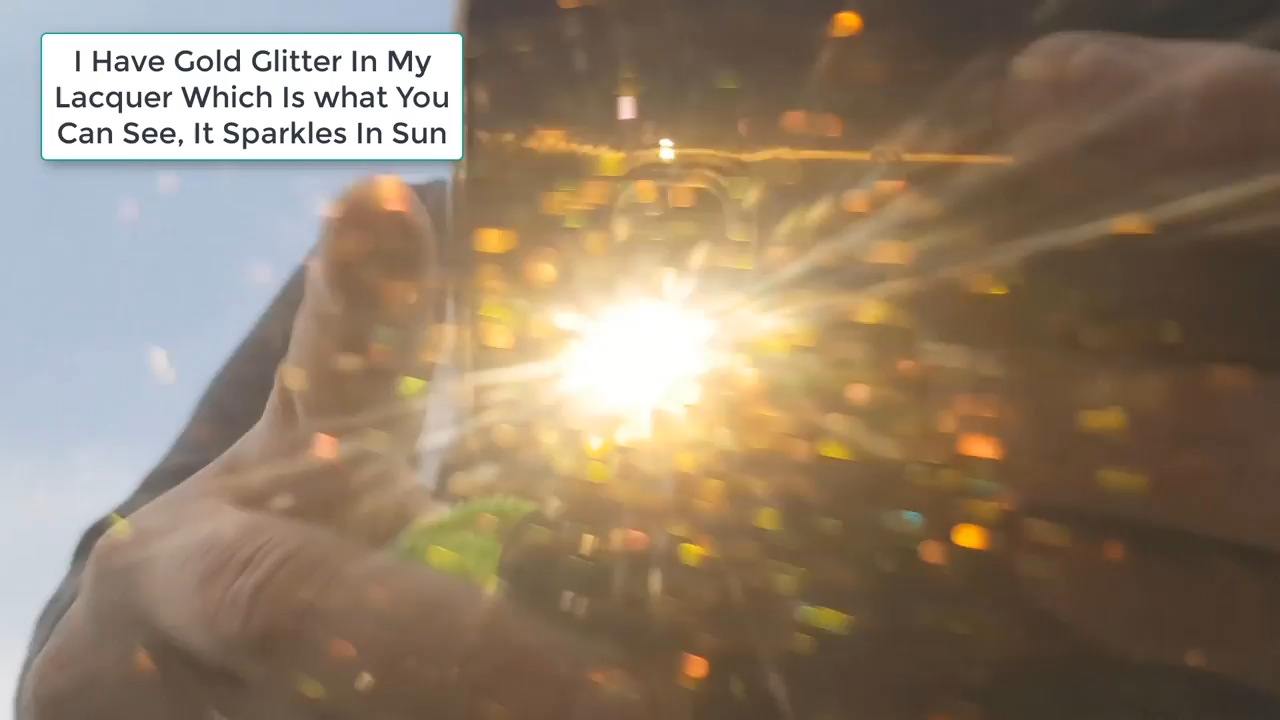 I Have Gold Glitter In My
Lacquer Which Is what You
Can See, It Sparkles In Sun